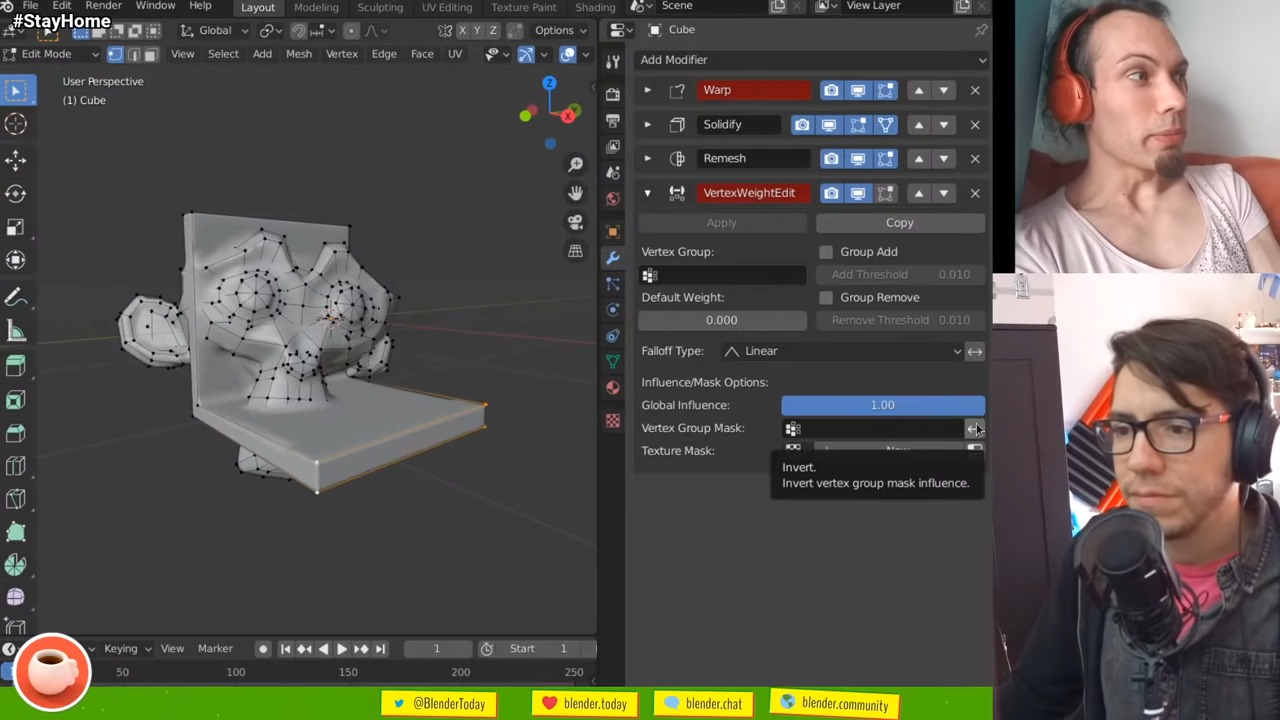 File Edit Render Window Help Layout Modeling Sculpting UV Editing Texture Paint Shading Scene View Layer
#StayHome
Global X Y Z Options Cube
Edit Mode View Select Add Mesh Vertex Edge Face UV
Add Modifier
User Perspective
(1) Cube
Z
Y
X
Warp
Solidify
Remesh
VertexWeightEdit
Apply Copy
Vertex Group: Group Add
Add Threshold 0.010
Default Weight: Group Remove
0.000 Remove Threshold 0.010
Falloff Type: Linear
Influence/Mask Options:
Global Influence: 1.00
Vertex Group Mask:
Texture Mask: New
Invert.
Invert vertex group mask influence.
Keying View Marker 1 Start 1
50 100 150 200 250
@BlenderToday blender.today blender.chat blender.community